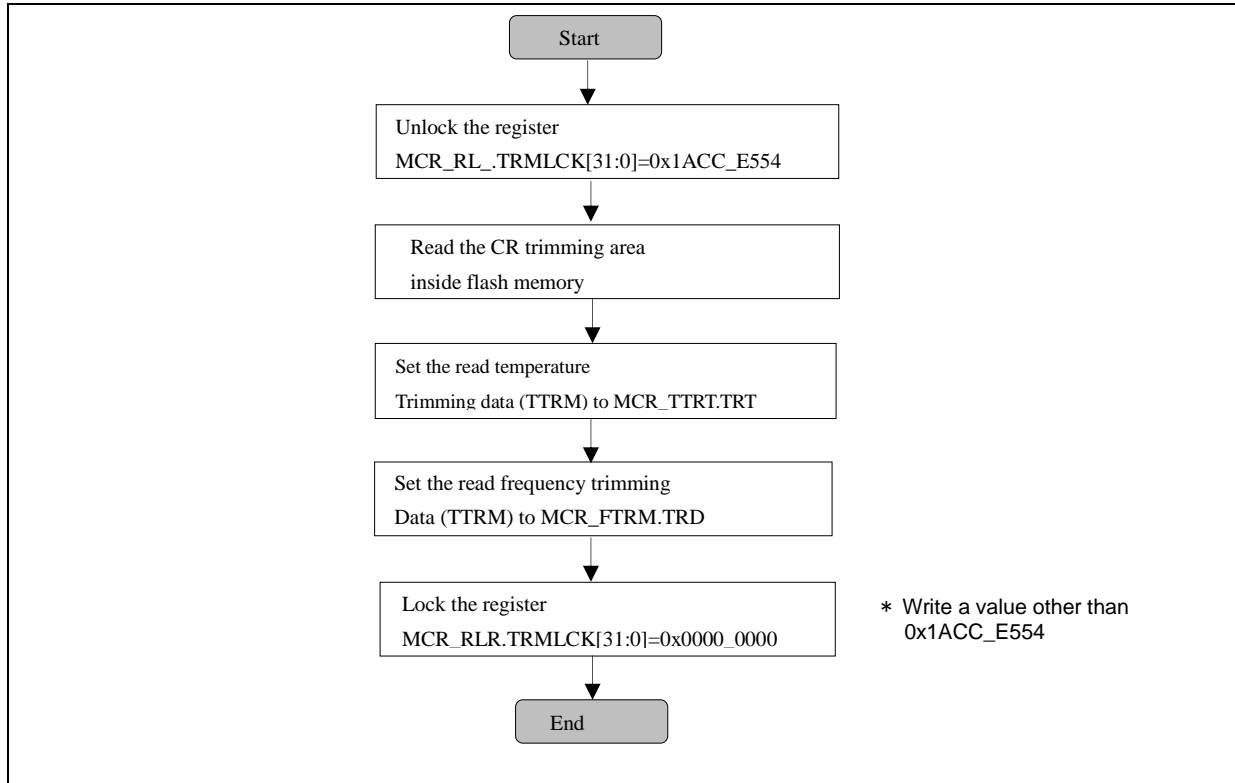 Start
Unlock the register
MCR_RL_.TRMLCK[31:0]=0x1ACC_E554
Read the CR trimming area
inside flash memory
Set the read temperature
Trimming data (TTRM) to MCR_TTRT.TRT
Set the read frequency trimming
Data (TTRM) to MCR_FTRM.TRD
Lock the register
MCR_RLR.TRMLCK[31:0]=0x0000_0000
* Write a value other than
0x1ACC_E554
End